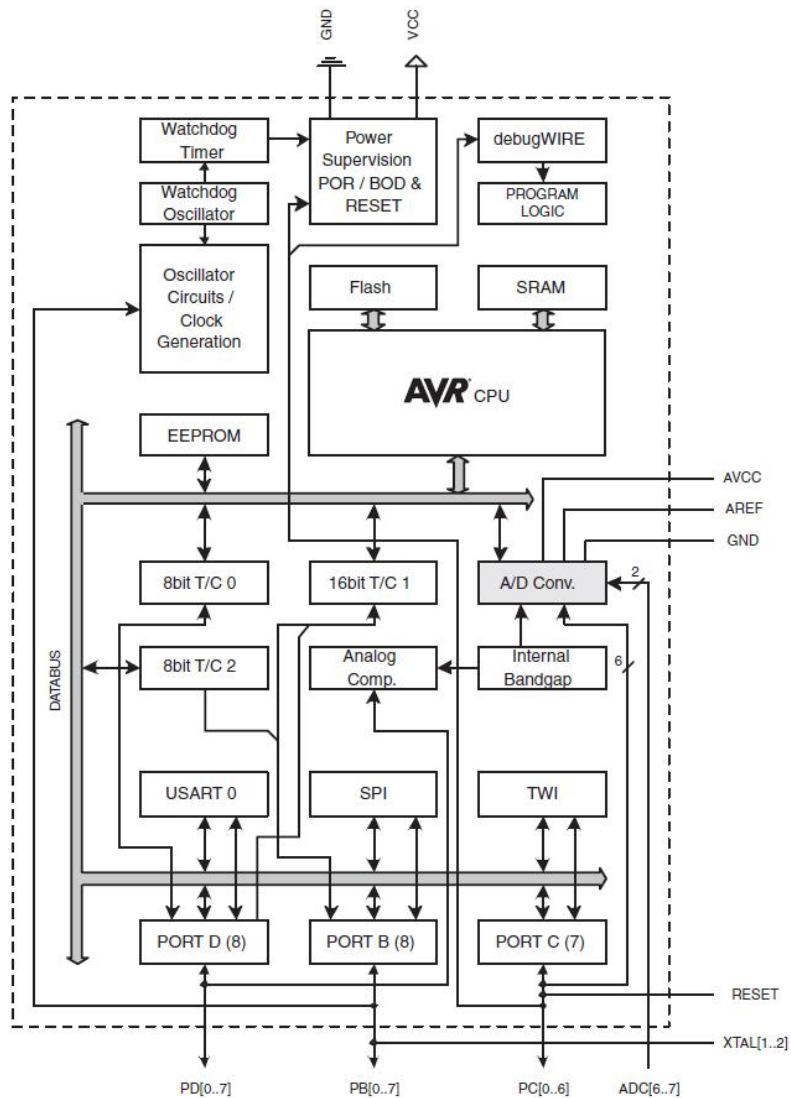 GND
VCC
Watchdog
Timer
Power
Supervision
POR / BOD &
RESET
debugWIRE
Watchdog
Oscillator
PROGRAM
LOGIC
Oscillator
Circuits /
Clock
Generation
Flash
SRAM
AVR CPU
EEPROM
AVCC
AREF
GND
8bit T/C 0
16bit T/C 1
A/D Conv.
2
DATABUS
8bit T/C 2
Analog
Comp.
Internal
Bandgap
6
USART 0
SPI
TWI
PORT D (8)
PORT B (8)
PORT C (7)
RESET
XTAL[1..2]
PD[0..7]
PB[0..7]
PC[0..6]
ADC[6..7]